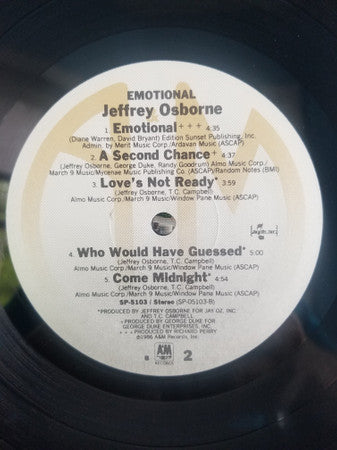 EMOTIONAL
Jeffrey Osborne
1. Emotional+++ 4:35
(Diane Warren, David Bryant) Edition Sunset Publishing, Inc.
Admin. by Merit Music Corp./Ardavan Music (ASCAP)
2. A Second Chance+ 4:37
(Jeffrey Osborne, George Duke, Randy Goodrum) Almo Music Corp./
March 9 Music/Mycenae Music Publishing Co. (ASCAP)/Random Notes (BMI)
3. Love's Not Ready* 3:59
(Jeffrey Osborne, T.C. Campbell)
Almo Music Corp./March 9 Music/Window Pane Music (ASCAP)
4. Who Would Have Guessed* 5:00
(Jeffrey Osborne, T.C. Campbell)
Almo Music Corp./March 9 Music/Window Pane Music (ASCAP)
5. Come Midnight* 4:54
(Jeffrey Osborne, T.C. Campbell)
Almo Music Corp./March 9 Music/Window Pane Music (ASCAP)
SP-5103 / Stereo (SP-05103-B)
*PRODUCED BY JEFFREY OSBORNE FOR JAY OZ, INC.
AND T.C. CAMPBELL
+PRODUCED BY GEORGE DUKE FOR
GEORGE DUKE ENTERPRISES, INC.
+++PRODUCED BY RICHARD PERRY
©1986 A&M Records, Inc.
A&M
RECORDS
2